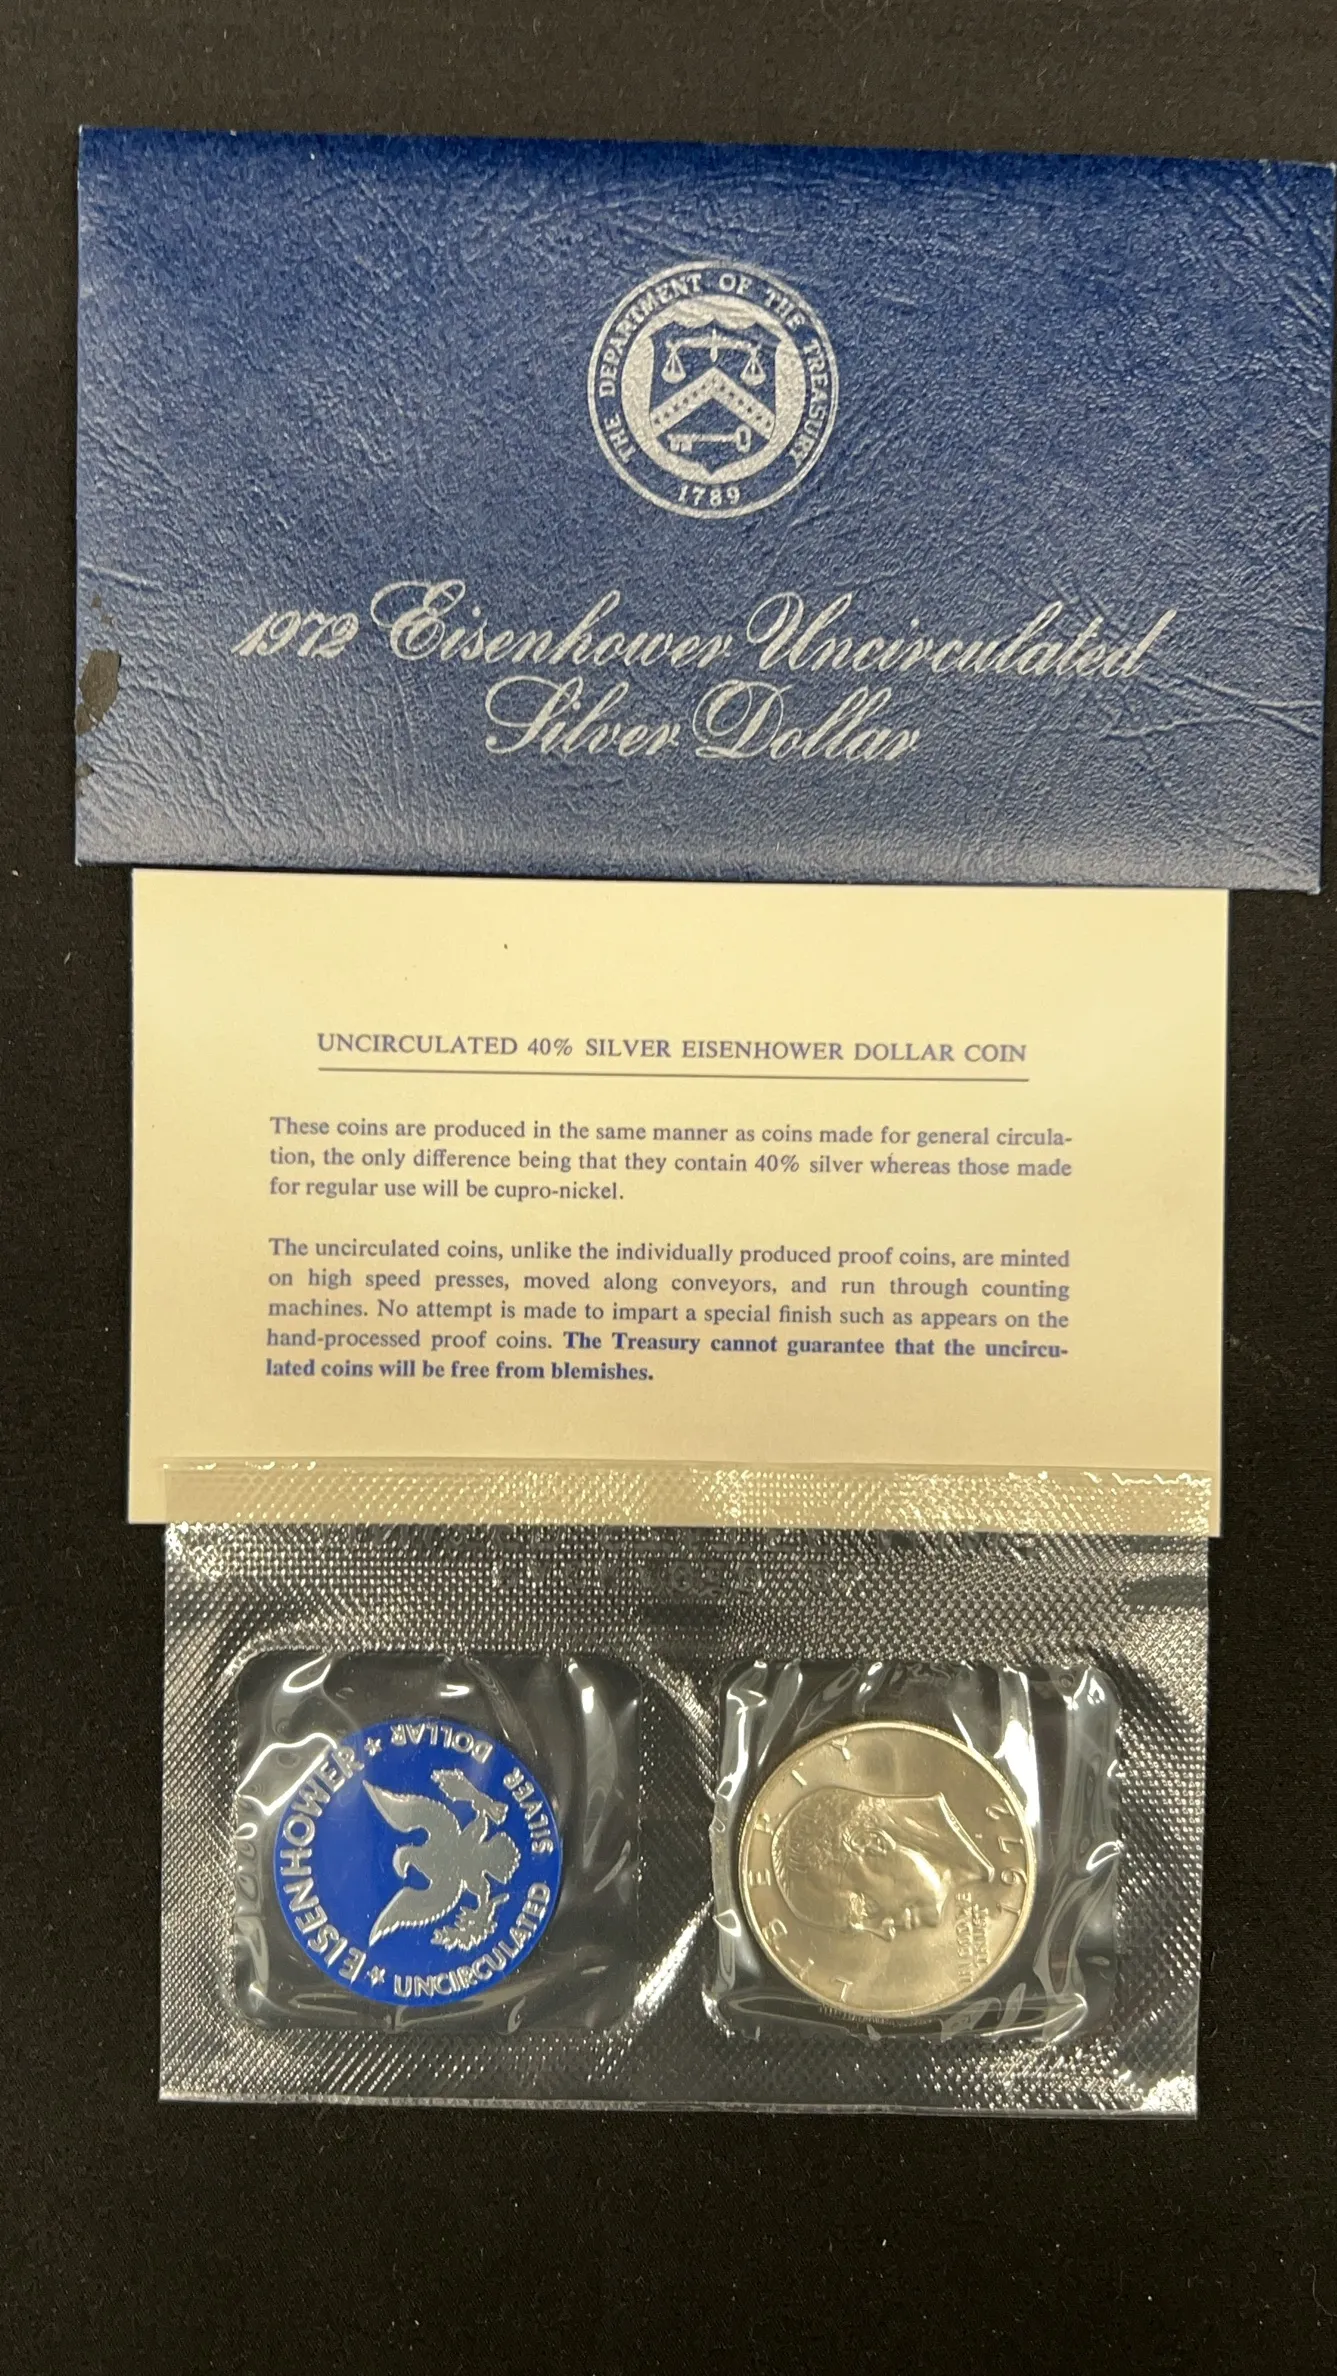 THE DEPARTMENT OF THE TREASURY
1789
1972 Eisenhower Uncirculated
Silver Dollar
UNCIRCULATED 40% SILVER EISENHOWER DOLLAR COIN
These coins are produced in the same manner as coins made for general circula-
tion, the only difference being that they contain 40% silver whereas those made
for regular use will be cupro-nickel.
The uncirculated coins, unlike the individually produced proof coins, are minted
on high speed presses, moved along conveyors, and run through counting
machines. No attempt is made to impart a special finish such as appears on the
hand-processed proof coins. The Treasury cannot guarantee that the uncircu-
lated coins will be free from blemishes.
EISENHOWER
UNCIRCULATED SILVER DOLLAR
LIBERTY
TRUST
1972